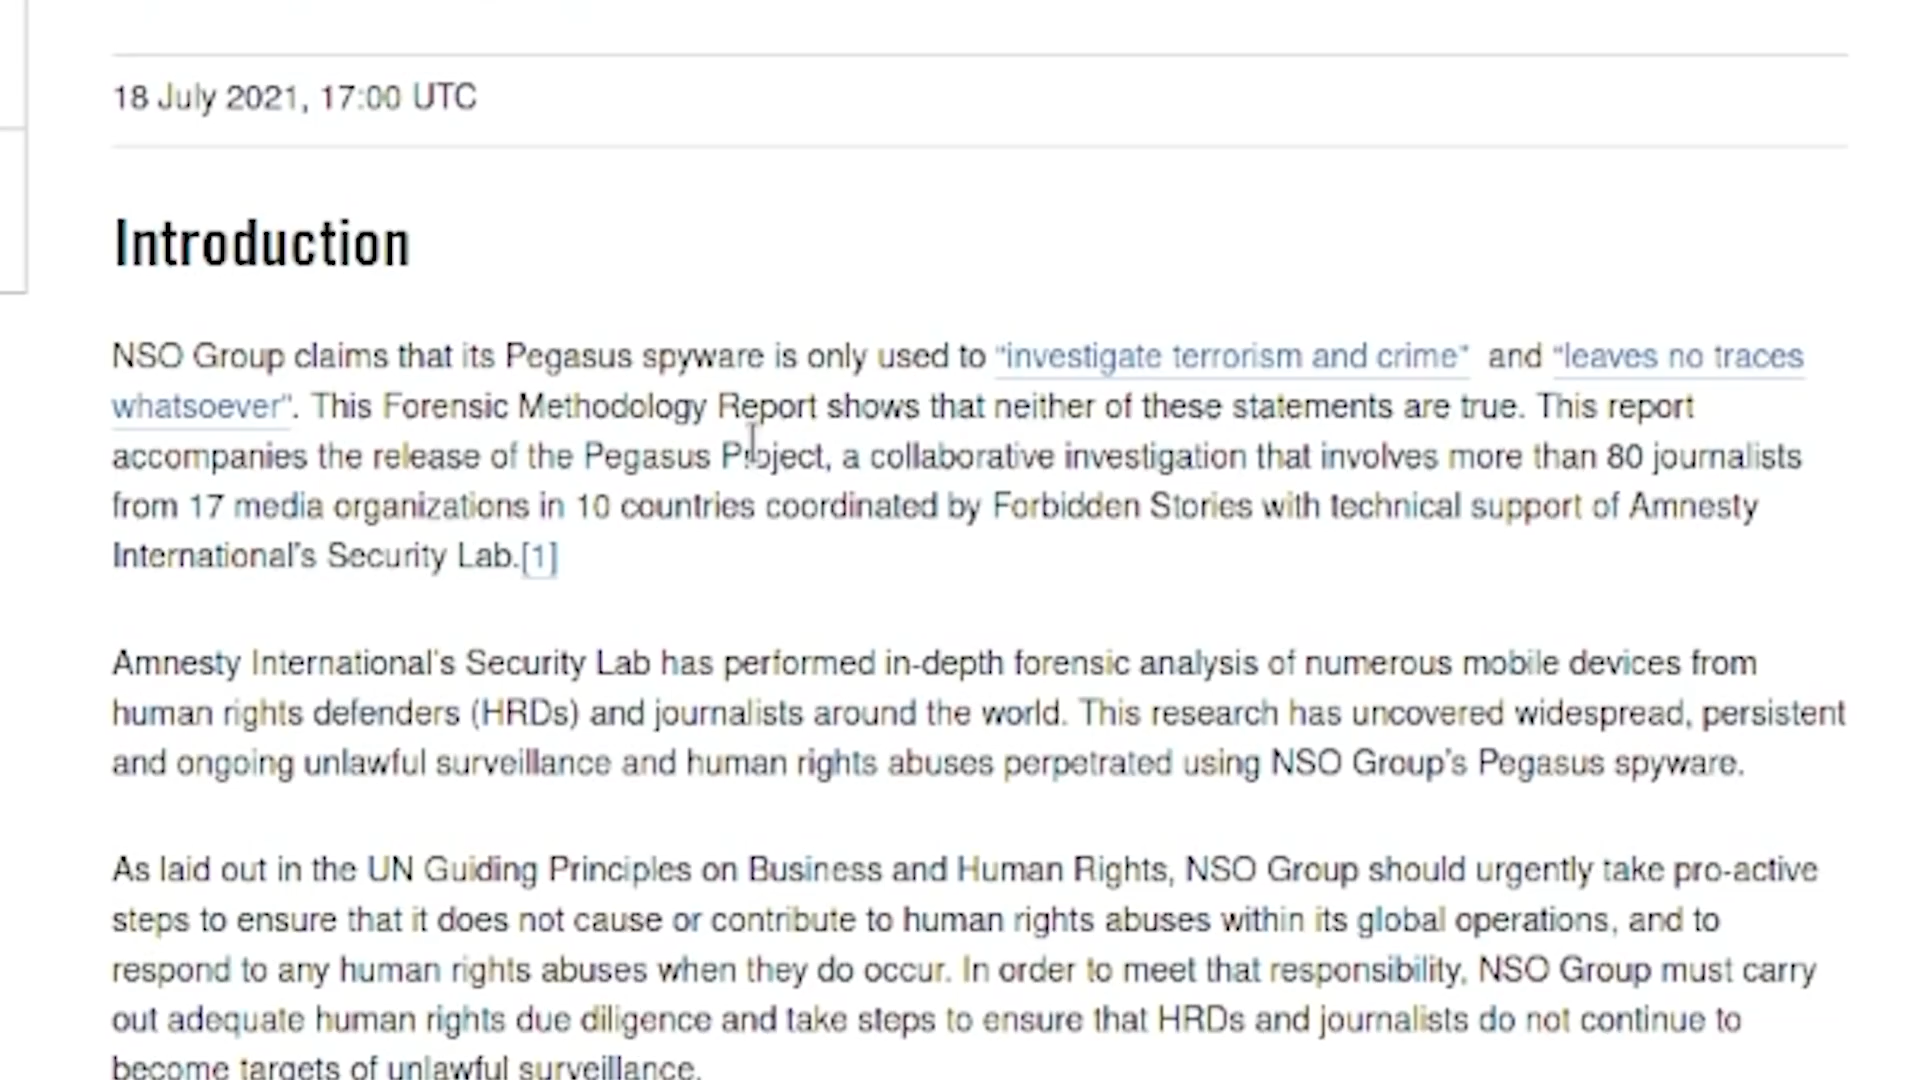 18 July 2021, 17:00 UTC
Introduction
NSO Group claims that its Pegasus spyware is only used to “investigate terrorism and crime” and “leaves no traces
whatsoever”. This Forensic Methodology Report shows that neither of these statements are true. This report
accompanies the release of the Pegasus Project, a collaborative investigation that involves more than 80 journalists
from 17 media organizations in 10 countries coordinated by Forbidden Stories with technical support of Amnesty
International’s Security Lab.[1]
Amnesty International’s Security Lab has performed in-depth forensic analysis of numerous mobile devices from
human rights defenders (HRDs) and journalists around the world. This research has uncovered widespread, persistent
and ongoing unlawful surveillance and human rights abuses perpetrated using NSO Group’s Pegasus spyware.
As laid out in the UN Guiding Principles on Business and Human Rights, NSO Group should urgently take pro-active
steps to ensure that it does not cause or contribute to human rights abuses within its global operations, and to
respond to any human rights abuses when they do occur. In order to meet that responsibility, NSO Group must carry
out adequate human rights due diligence and take steps to ensure that HRDs and journalists do not continue to
become targets of unlawful surveillance.